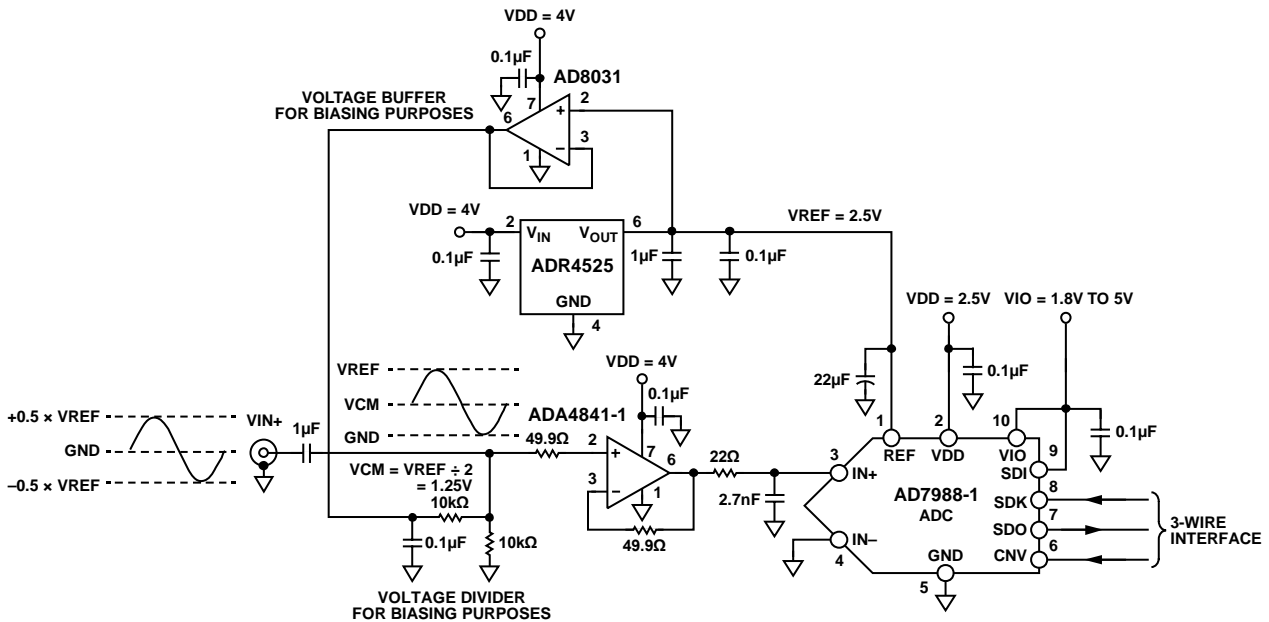 VDD = 4V
0.1µF
AD8031
VOLTAGE BUFFER
FOR BIASING PURPOSES
7
2
+
6
3
–
1
VDD = 4V
2
VIN
VOUT
6
VREF = 2.5V
0.1µF
ADR4525
1µF
0.1µF
GND
4
VDD = 2.5V
VIO = 1.8V TO 5V
VDD = 4V
VREF
22µF
0.1µF
0.1µF
+0.5 × VREF
VIN+
1µF
VCM
ADA4841-1
1
2
10
0.1µF
GND
GND
49.9Ω
2
+
7
6
22Ω
3
REF
VDD
VIO
9
SDI
–0.5 × VREF
VCM = VREF ÷ 2
= 1.25V
3
–
1
IN+
AD7988-1
ADC
8
SDK
10kΩ
2.7nF
7
SDO
3-WIRE
INTERFACE
0.1µF
10kΩ
49.9Ω
IN–
4
GND
6
CNV
5
VOLTAGE DIVIDER
FOR BIASING PURPOSES